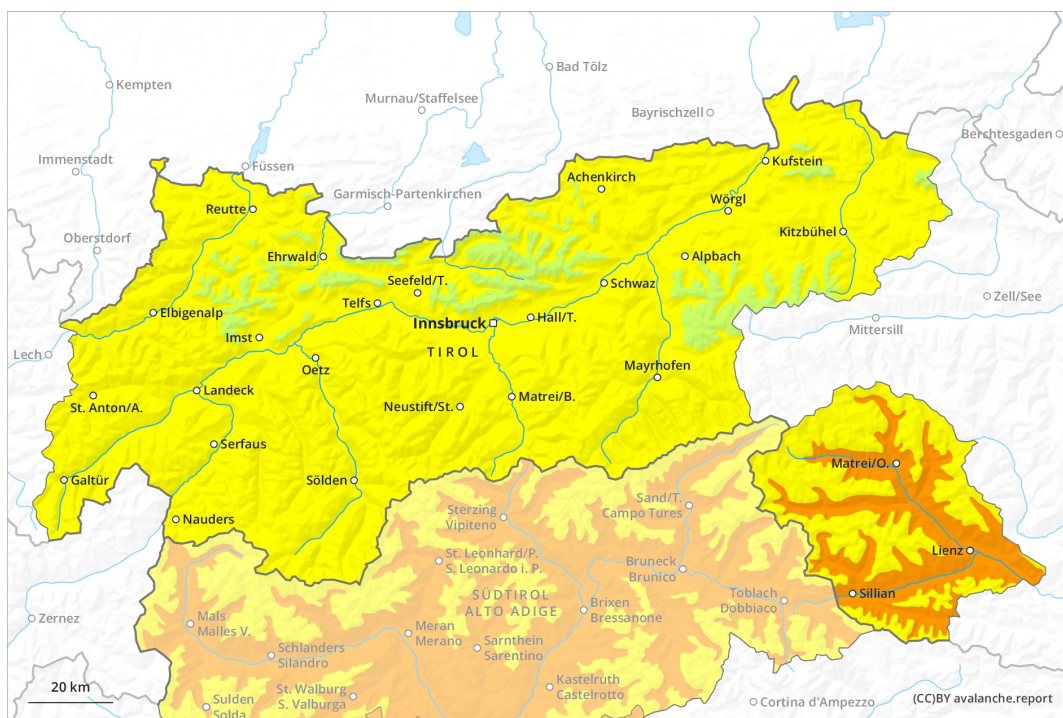 Bad Tölz
Kempten
Murnau/Staffelsee
Bayrischzell
Berchtesgaden
Immenstadt
Füssen
Kufstein
Achenkirch
Garmisch-Partenkirchen
Wörgl
Reutte
Kitzbühel
Oberstdorf
Ehrwald
Alpbach
Seefeld/T.
Schwaz
Zell/See
Telfs
Elbigenalp
Hall/T.
Innsbruck
Mittersill
Imst
TIROL
Lech
Oetz
Mayrhofen
Landeck
St. Anton/A.
Neustift/St.
Matrei/B.
Serfaus
Matrei/O.
Galtür
Sölden
Sand/T.
Campo Tures
Sterzing
Vipiteno
Nauders
Lienz
St. Leonhard/P.
S. Leonardo i. P.
Bruneck
Brunico
SÜDTIROL
ALTO ADIGE
Sillian
Toblach
Dobbiaco
Brixen
Bressanone
Zernez
Mals
Malles V.
Meran
Merano
Sarnthein
Sarentino
Schlanders
Silandro
20 km
St. Walburg
S. Valburga
Kastelruth
Castelrotto
Sulden
Solda
Cortina d'Ampezzo
(CC)BY avalanche.report